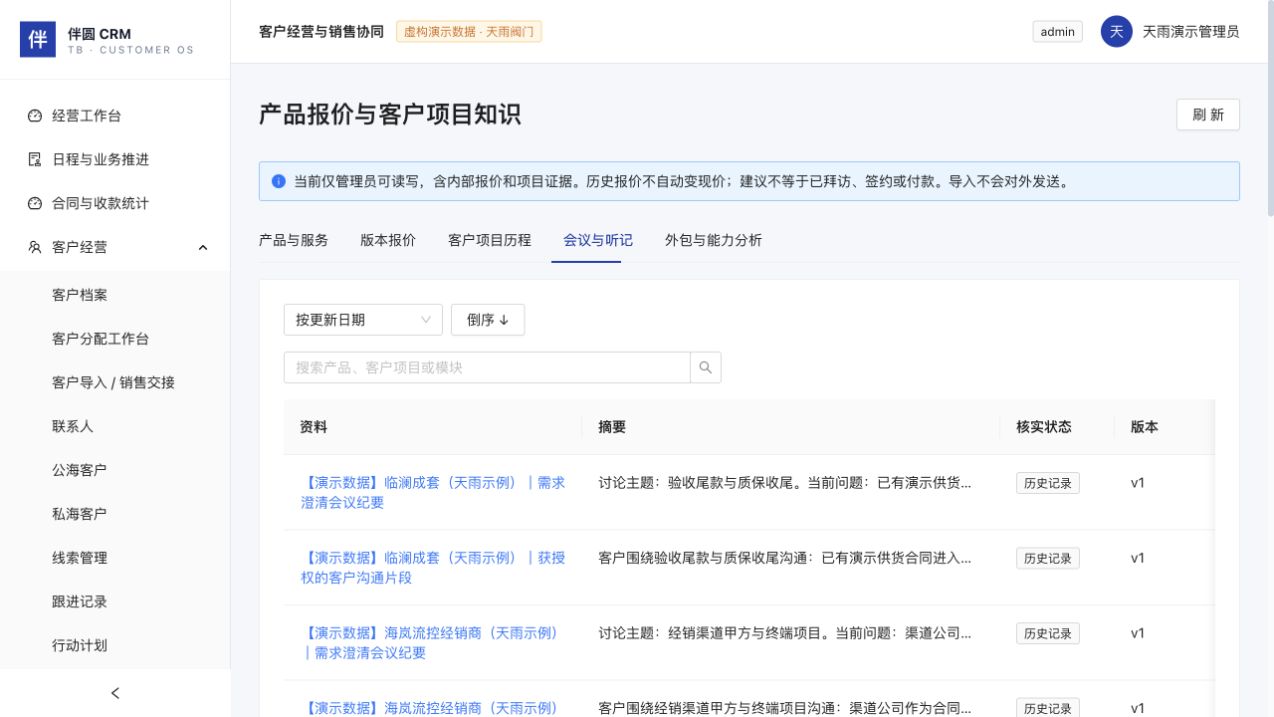 伴
伴圆 CRM
TB · CUSTOMER OS
客户经营与销售协同
虚构演示数据 · 天雨阀门
admin
天
天雨演示管理员
经营工作台
日程与业务推进
合同与收款统计
客户经营
客户档案
客户分配工作台
客户导入 / 销售交接
联系人
公海客户
私海客户
线索管理
跟进记录
行动计划
产品报价与客户项目知识
刷 新
当前仅管理员可读写，含内部报价和项目证据。历史报价不自动变现价；建议不等于已拜访、签约或付款。导入不会对外发送。
产品与服务
版本报价
客户项目历程
会议与听记
外包与能力分析
按更新日期
倒序 ↓
搜索产品、客户项目或模块
资料
摘要
核实状态
版本
【演示数据】临澜成套（天雨示例）｜需求
澄清会议纪要
讨论主题：验收尾款与质保收尾。当前问题：已有演示供货...
历史记录
v1
【演示数据】临澜成套（天雨示例）｜获授
权的客户沟通片段
客户围绕验收尾款与质保收尾沟通：已有演示供货合同进入...
历史记录
v1
【演示数据】海岚流控经销商（天雨示例）
｜需求澄清会议纪要
讨论主题：经销渠道甲方与终端项目。当前问题：渠道公司...
历史记录
v1
【演示数据】海岚流控经销商（天雨示例）
客户围绕经销渠道甲方与终端项目沟通：渠道公司作为合同...
历史记录
v1